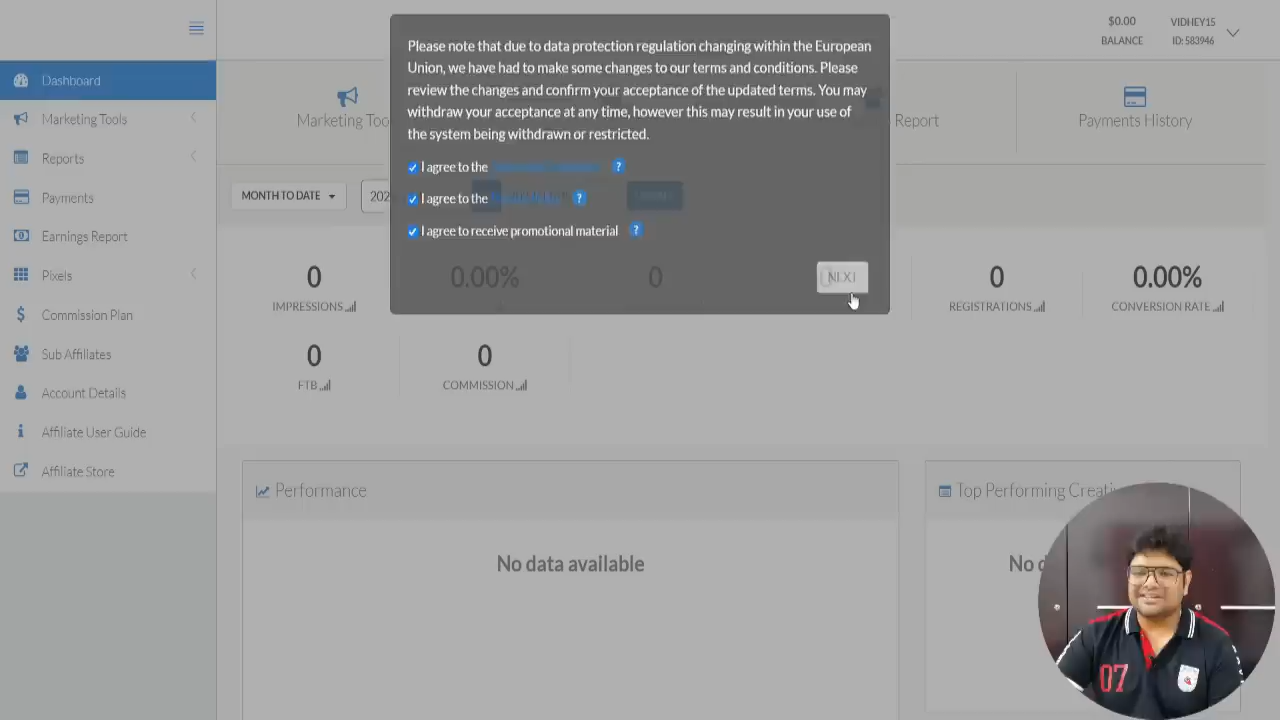 $0.00
BALANCE
VIDHEY15
ID: 583946
Dashboard
Marketing Tools
Reports
Payments
Earnings Report
Pixels
Commission Plan
Sub Affiliates
Account Details
Affiliate User Guide
Affiliate Store
Please note that due to data protection regulation changing within the European
Union, we have had to make some changes to our terms and conditions. Please
review the changes and confirm your acceptance of the updated terms. You may
withdraw your acceptance at any time, however this may result in your use of
the system being withdrawn or restricted.
I agree to the
?
I agree to the
?
I agree to receive promotional material
?
NEXT
Marketing Too
Report
Payments History
MONTH TO DATE
202
0
IMPRESSIONS
0.00%
0
0
REGISTRATIONS
0.00%
CONVERSION RATE
0
FTB
0
COMMISSION
Performance
No data available
Top Performing Creati
No d
07